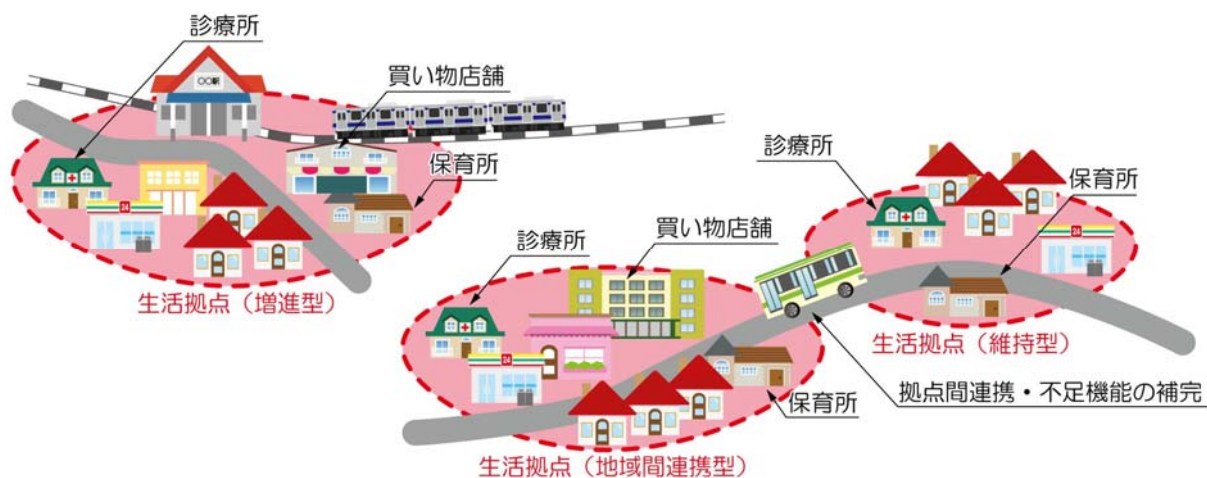 診療所
〇〇駅
買い物店舗
保育所
24
生活拠点（増進型）
診療所
買い物店舗
24
保育所
生活拠点（地域間連携型）
診療所
保育所
24
生活拠点（維持型）
拠点間連携・不足機能の補完